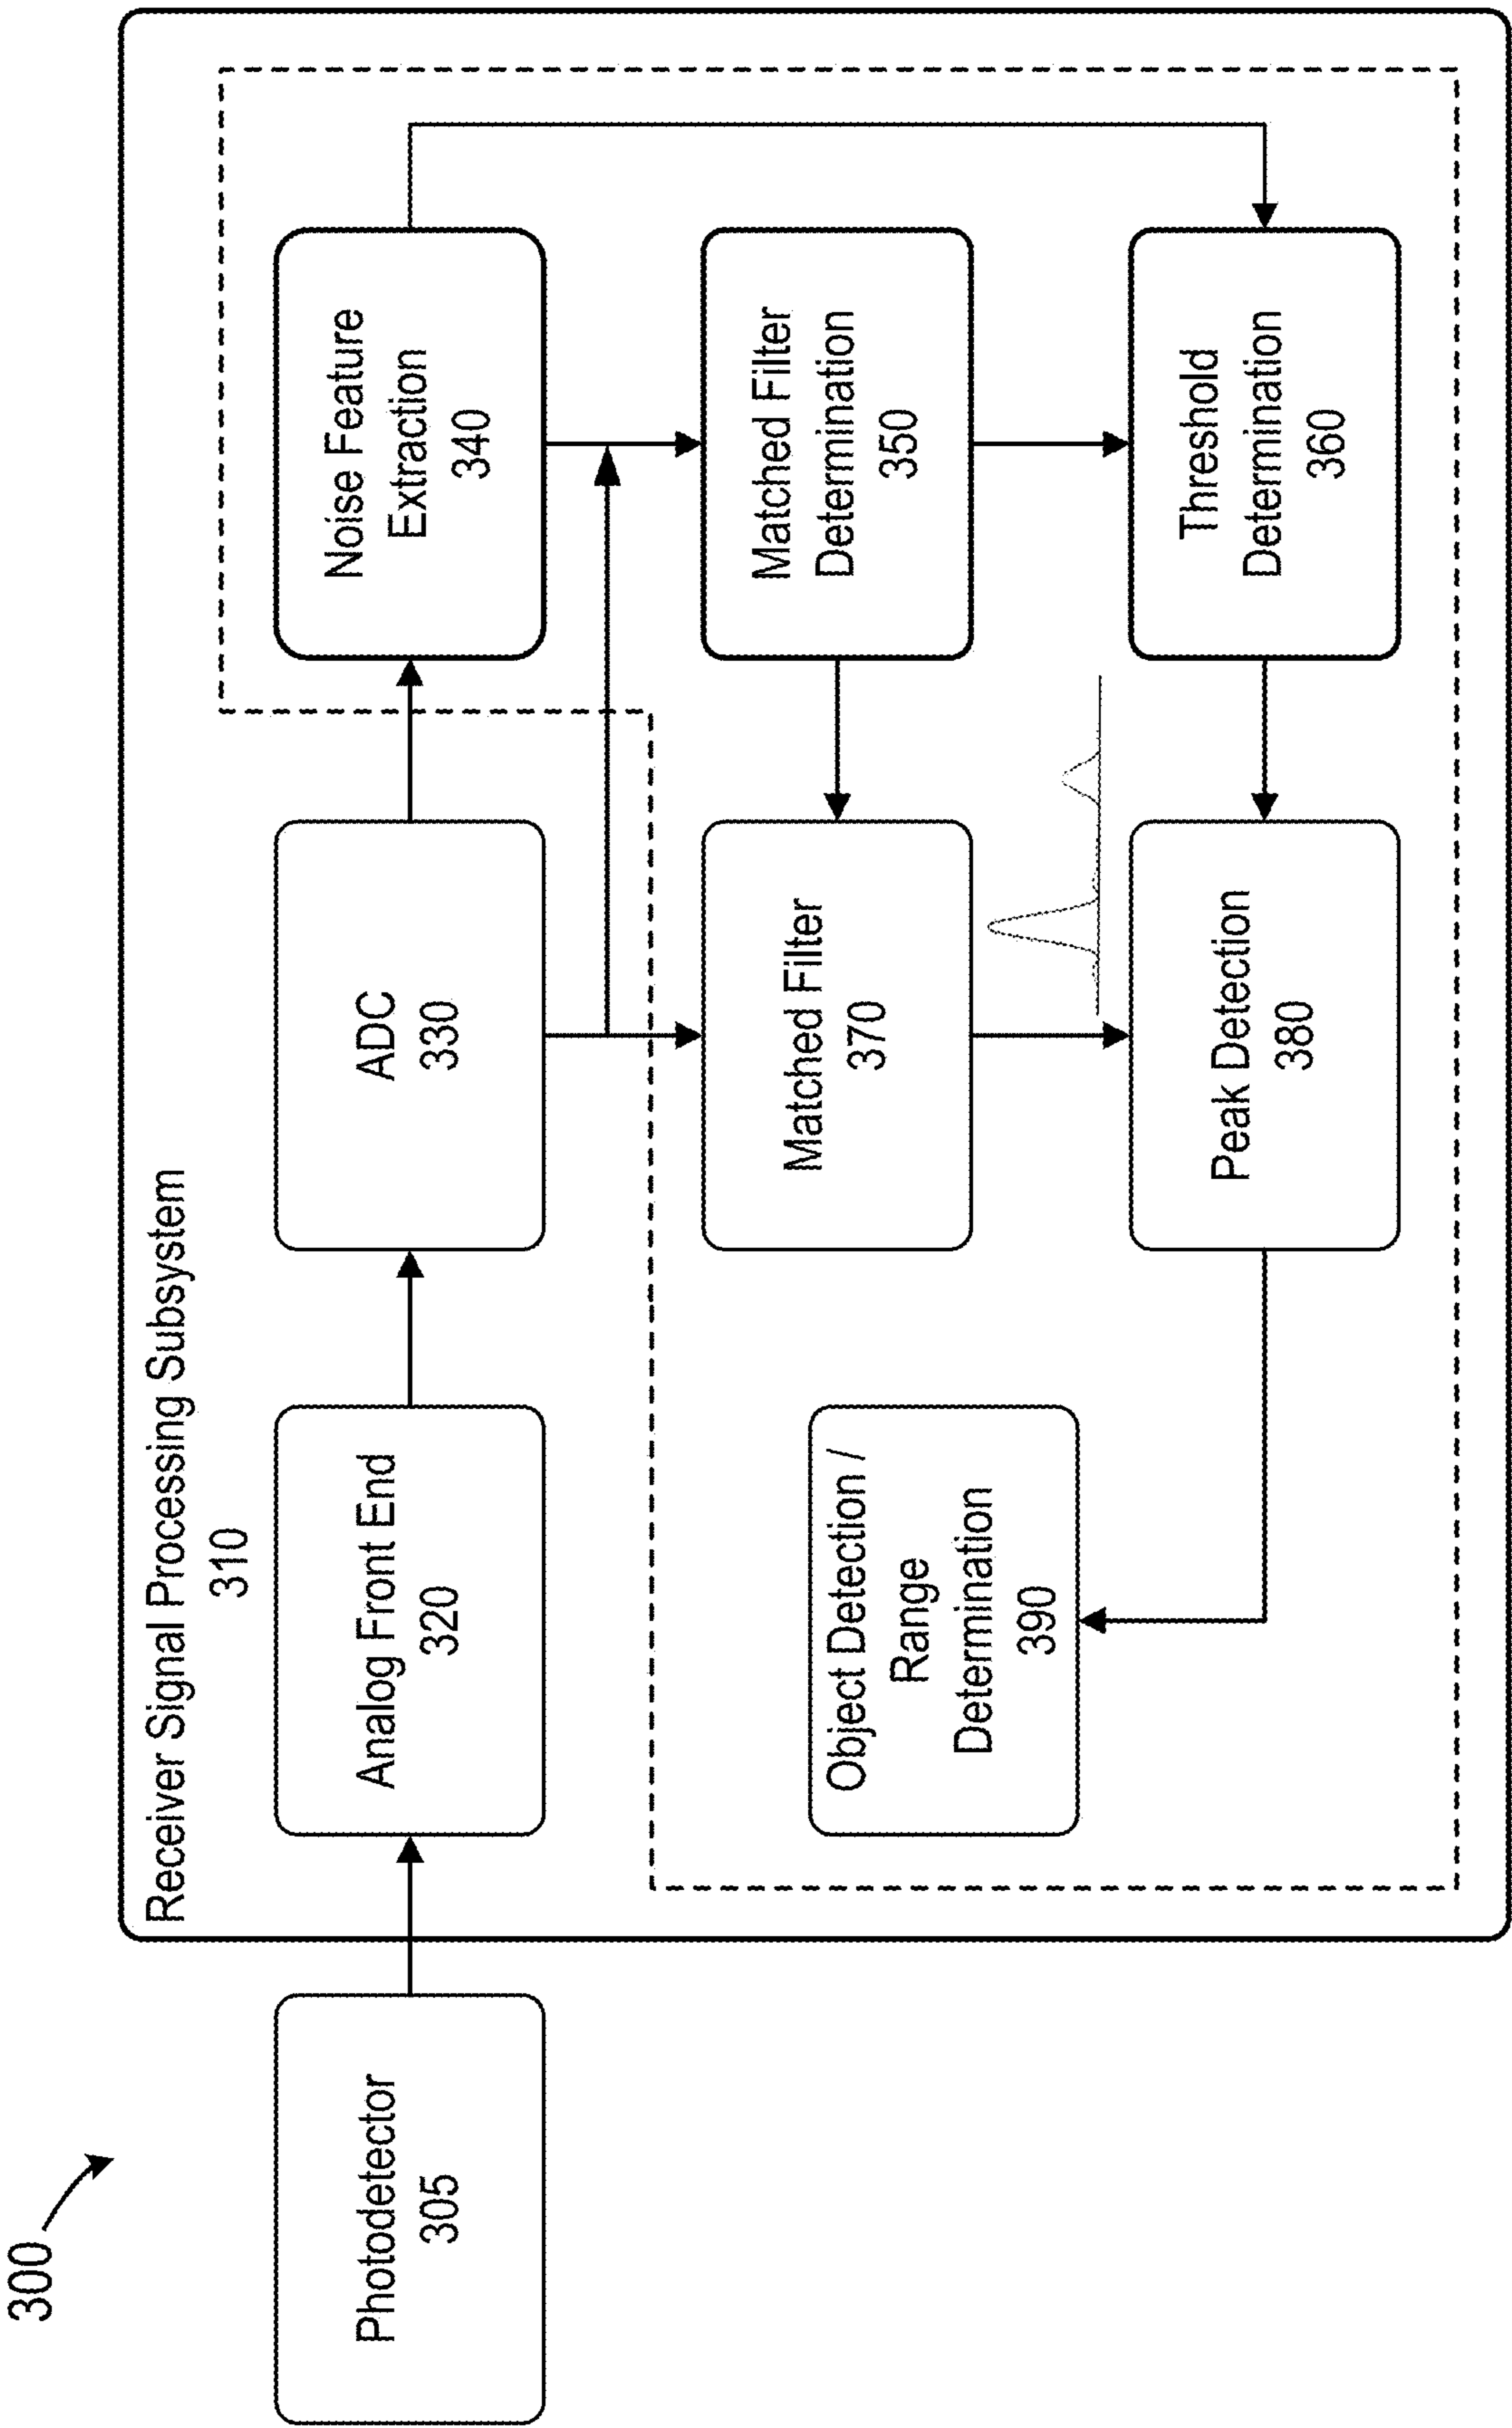 300
Receiver Signal Processing Subsystem
310
Photodetector
305
Analog Front End
320
ADC
330
Noise Feature
Extraction
340
Matched Filter
370
Matched Filter
Determination
350
Object Detection /
Range
Determination
390
Peak Detection
380
Threshold
Determination
360